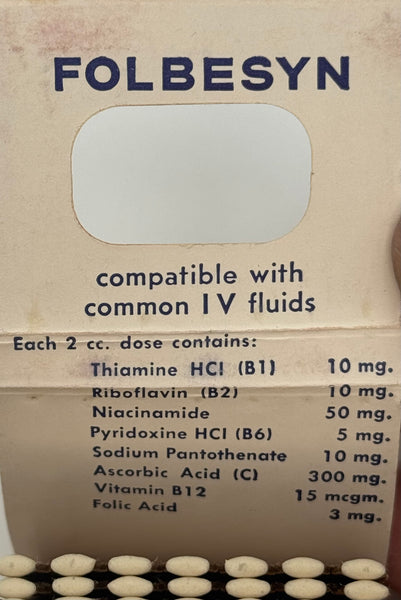 FOLBESYN
compatible with
common IV fluids
Each 2 cc. dose contains:
Thiamine HCl (B1) 10 mg.
Riboflavin (B2) 10 mg.
Niacinamide 50 mg.
Pyridoxine HCl (B6) 5 mg.
Sodium Pantothenate 10 mg.
Ascorbic Acid (C) 300 mg.
Vitamin B12 15 mcgm.
Folic Acid 3 mg.